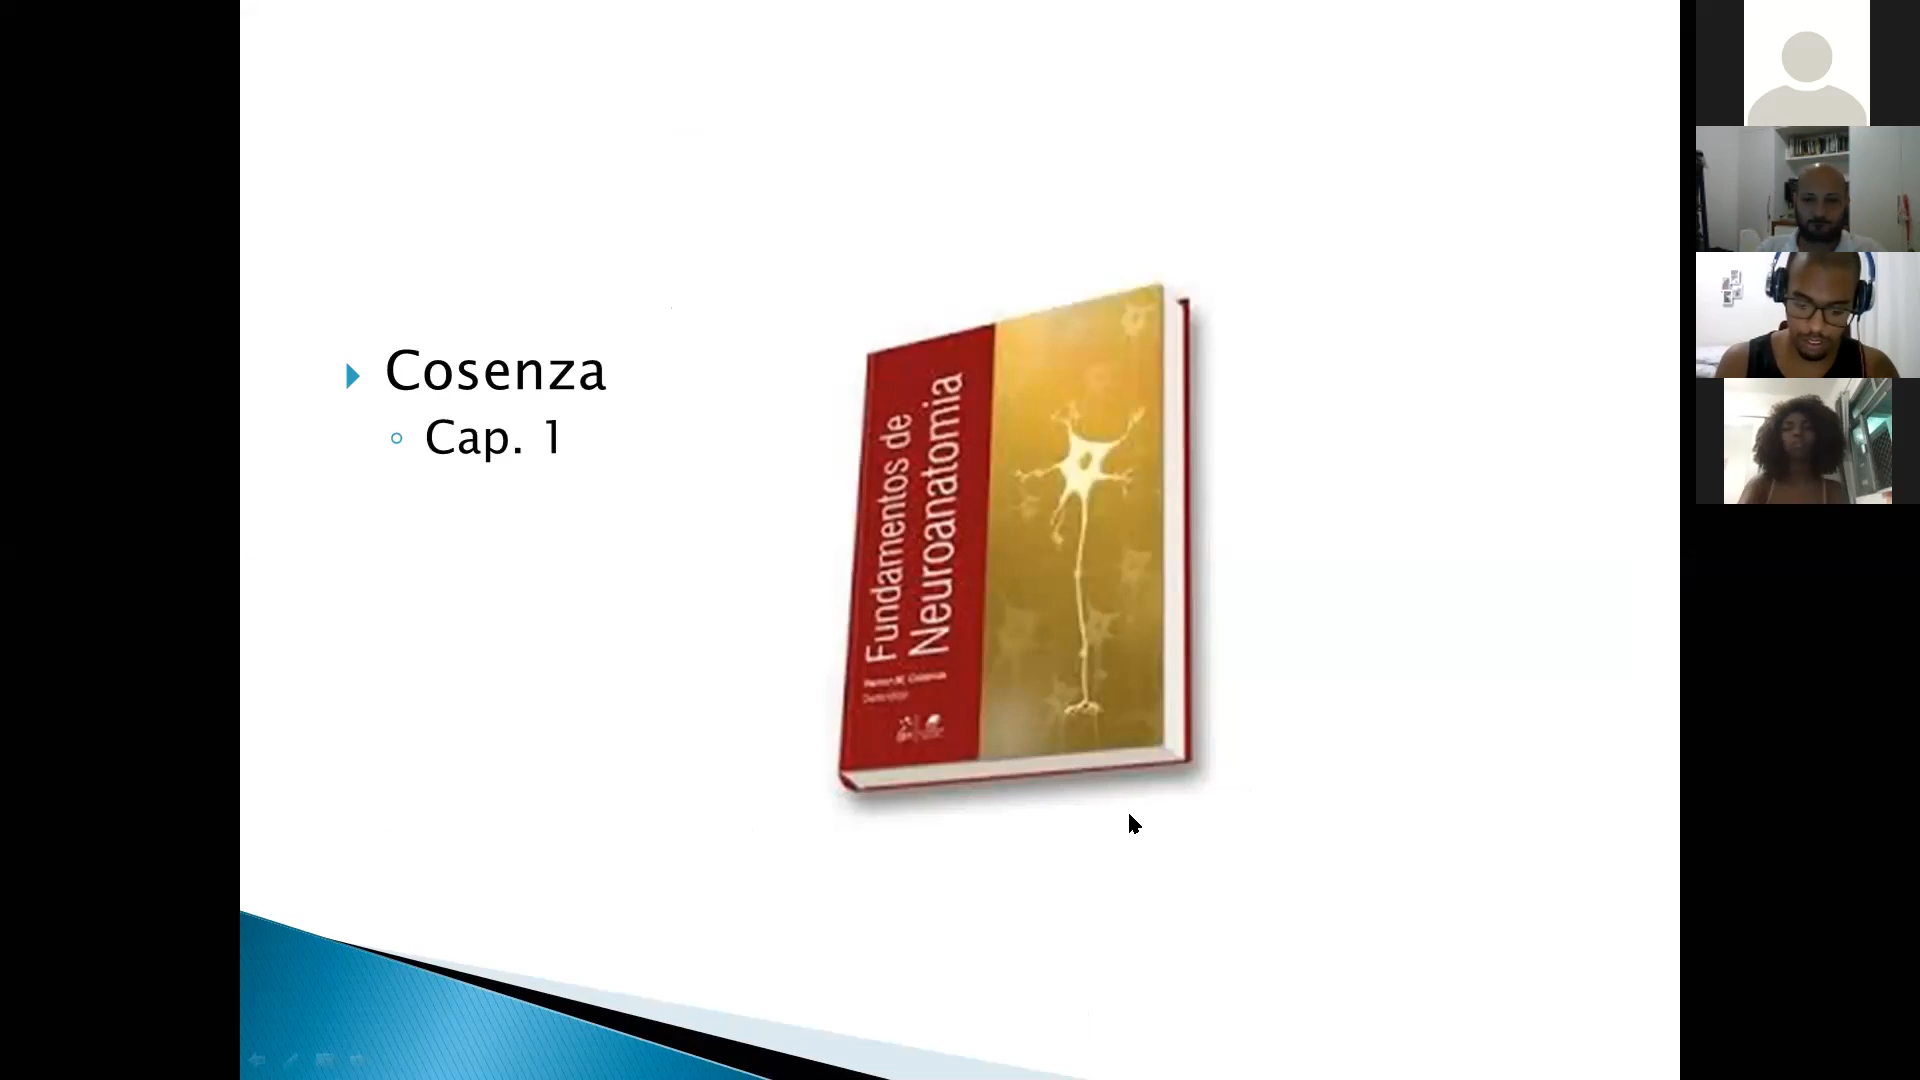 Cosenza
Cap. 1
Fundamentos de
Neuroanatomia